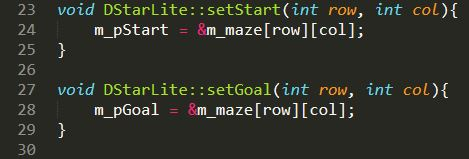 23 void DStarLite::setStart(int row, int col){
24     m_pStart = &m_maze[row][col];
25 }
26
27 void DStarLite::setGoal(int row, int col){
28     m_pGoal = &m_maze[row][col];
29 }
30